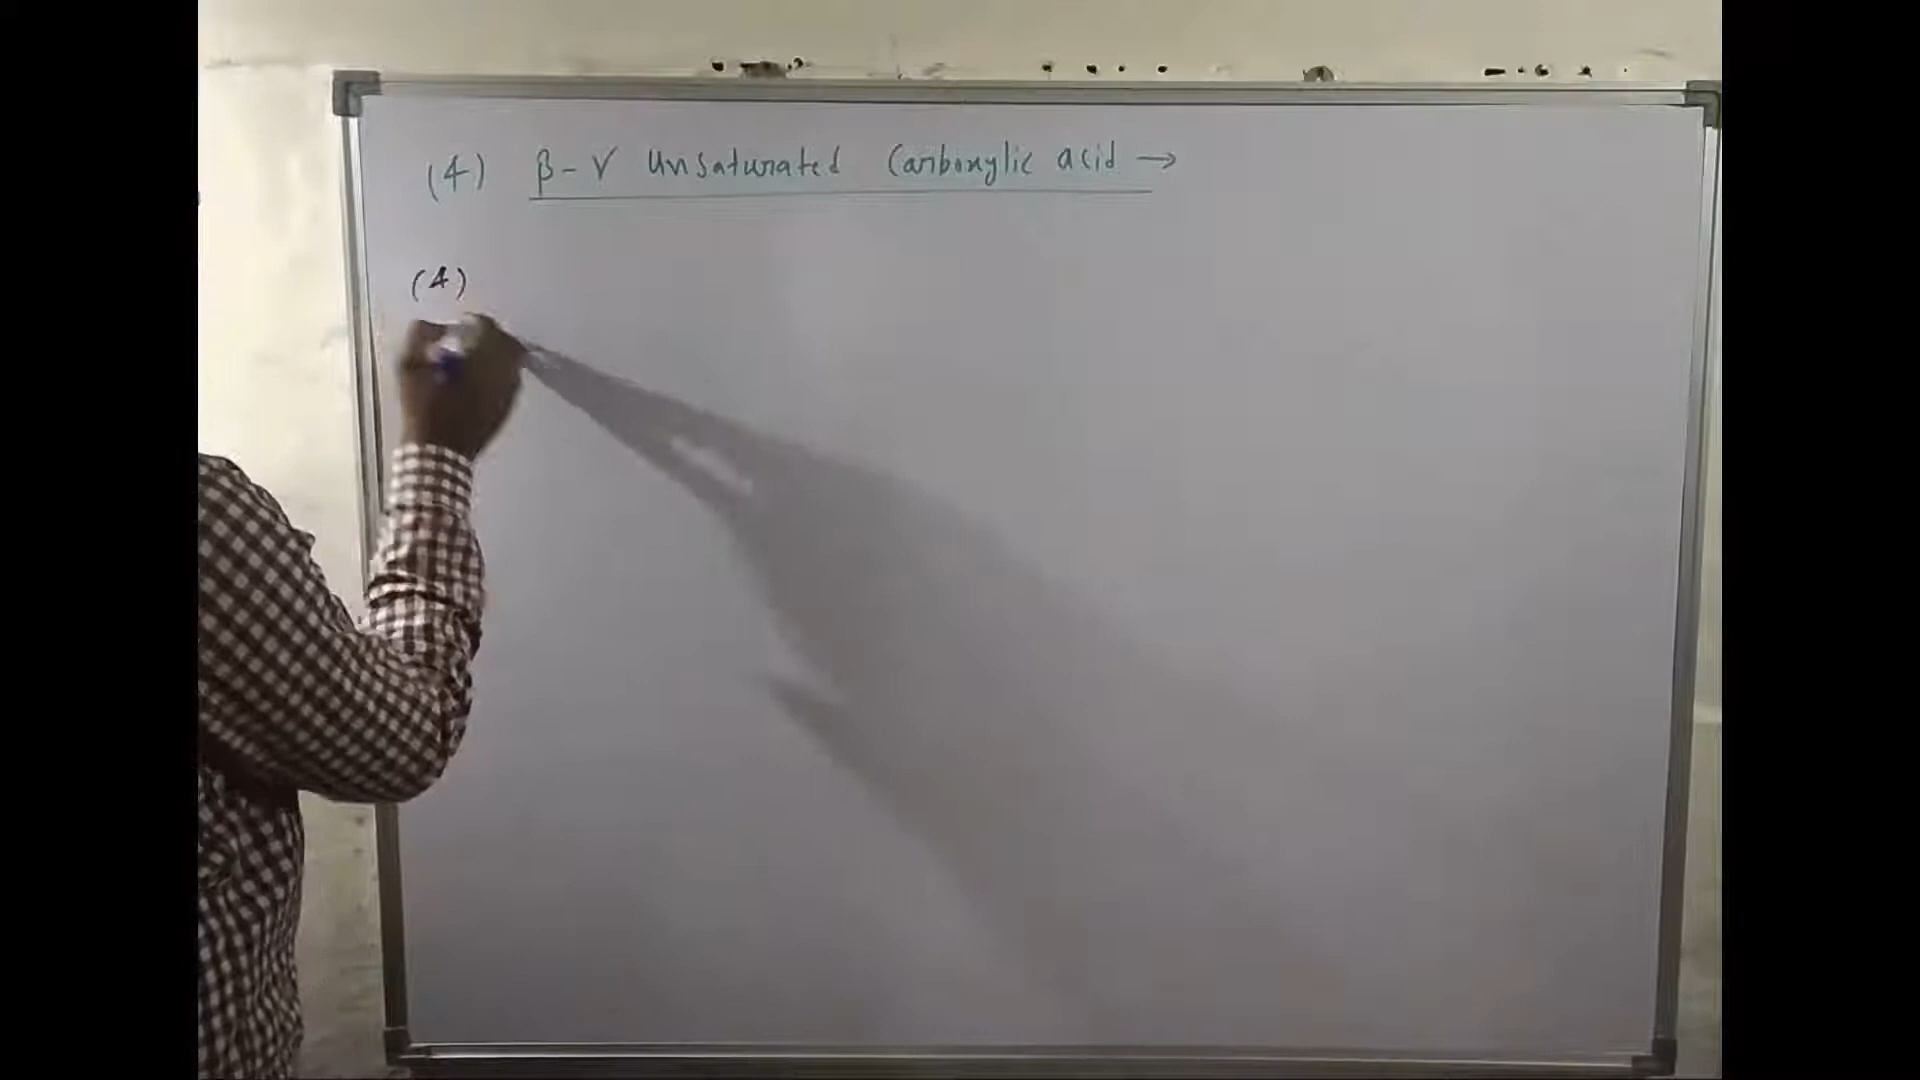 (4) β-γ unsaturated Carboxylic acid →
(4)